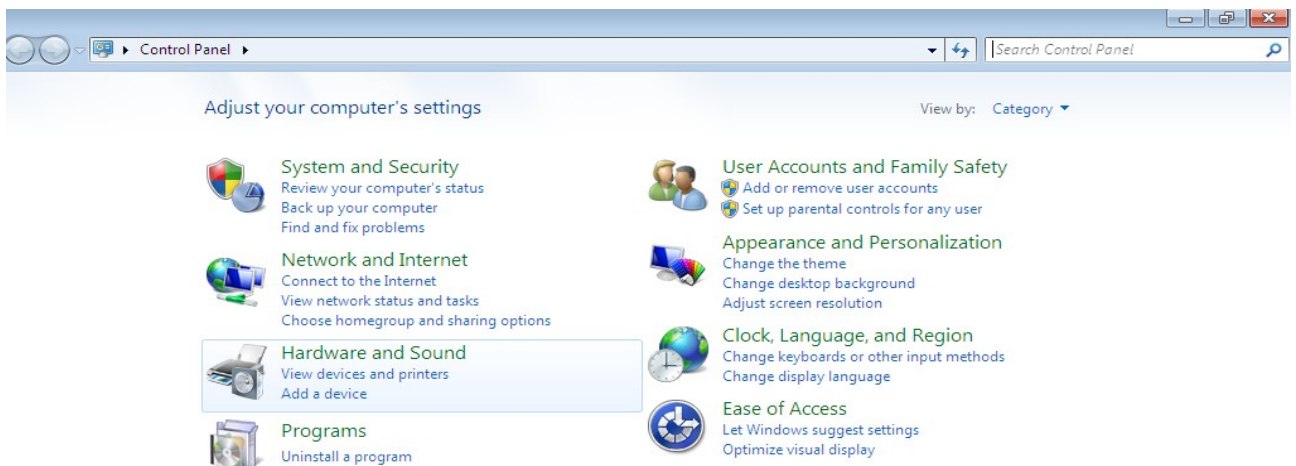 Control Panel
Search Control Panel
Adjust your computer's settings
View by: Category
System and Security
Review your computer's status
Back up your computer
Find and fix problems
Network and Internet
Connect to the Internet
View network status and tasks
Choose homegroup and sharing options
Hardware and Sound
View devices and printers
Add a device
Programs
Uninstall a program
User Accounts and Family Safety
Add or remove user accounts
Set up parental controls for any user
Appearance and Personalization
Change the theme
Change desktop background
Adjust screen resolution
Clock, Language, and Region
Change keyboards or other input methods
Change display language
Ease of Access
Let Windows suggest settings
Optimize visual display